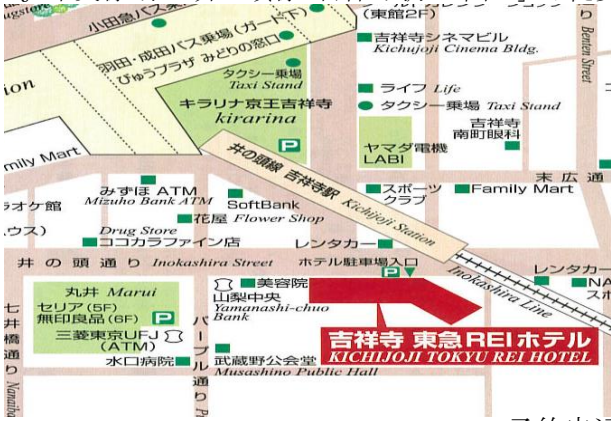 小田急バス乗場(ガード下)
羽田・成田バス乗場 みどりの窓口
びゅうプラザ
(東館2F)
吉祥寺シネマビル
Kichujoji Cinema Bldg.
Benten Street
タクシー乗場
Taxi Stand
キラリナ京王吉祥寺
kirarina
P
ライフ Life
タクシー乗場 Taxi Stand
吉祥寺
南町眼科
ヤマダ電機
LABI
mily Mart
井の頭線 吉祥寺駅 Kichijoji Station
末広通
みずほ ATM
Mizuho Bank ATM
SoftBank
スポーツ
クラブ
Family Mart
ラオケ館
ウス)
花屋 Flower Shop
Drug Store
ココカラファイン店
レンタカー
井の頭通り Inokashira Street
ホテル駐車場入口
P
Inokashira Line
レンタカー
NA
丸井 Marui
セリア(5F)
無印良品(6F)
P
三菱東京UFJ
(ATM)
美容院
山梨中央
Yamanashi-chuo
Bank
吉祥寺 東急REIホテル
KICHIJOJI TOKYU REI HOTEL
七井橋通り
パープル通り
水口病院
武蔵野公会堂
Musashino Public Hall